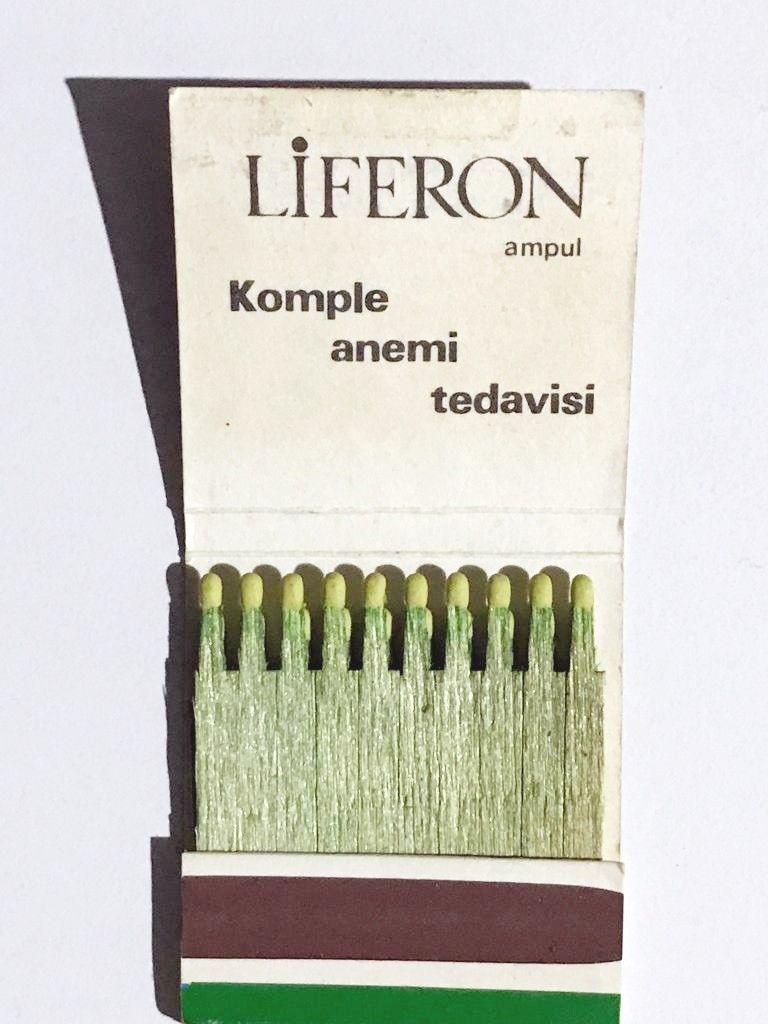 LİFERON
ampul
Komple
anemi
tedavisi